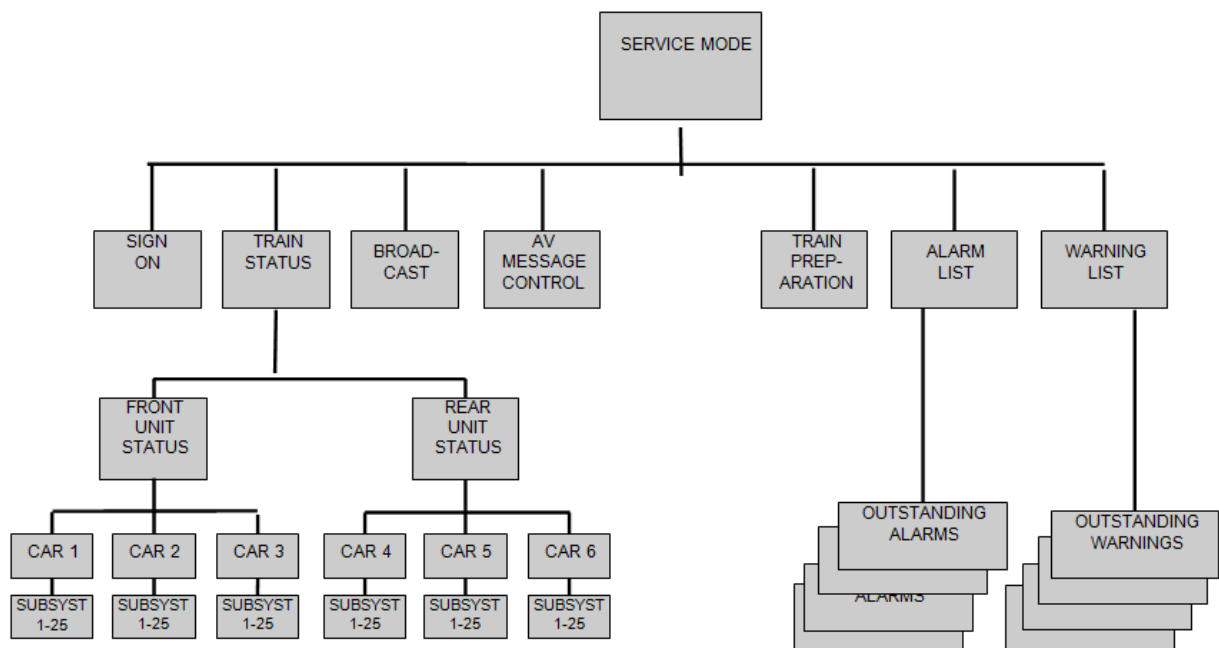 SERVICE MODE
SIGN
ON
TRAIN
STATUS
BROAD-
CAST
AV
MESSAGE
CONTROL
TRAIN
PREP-
ARATION
ALARM
LIST
WARNING
LIST
FRONT
UNIT
STATUS
REAR
UNIT
STATUS
CAR 1
CAR 2
CAR 3
CAR 4
CAR 5
CAR 6
SUBSYST
1-25
SUBSYST
1-25
SUBSYST
1-25
SUBSYST
1-25
SUBSYST
1-25
SUBSYST
1-25
OUTSTANDING
ALARMS
ALARMS
OUTSTANDING
WARNINGS